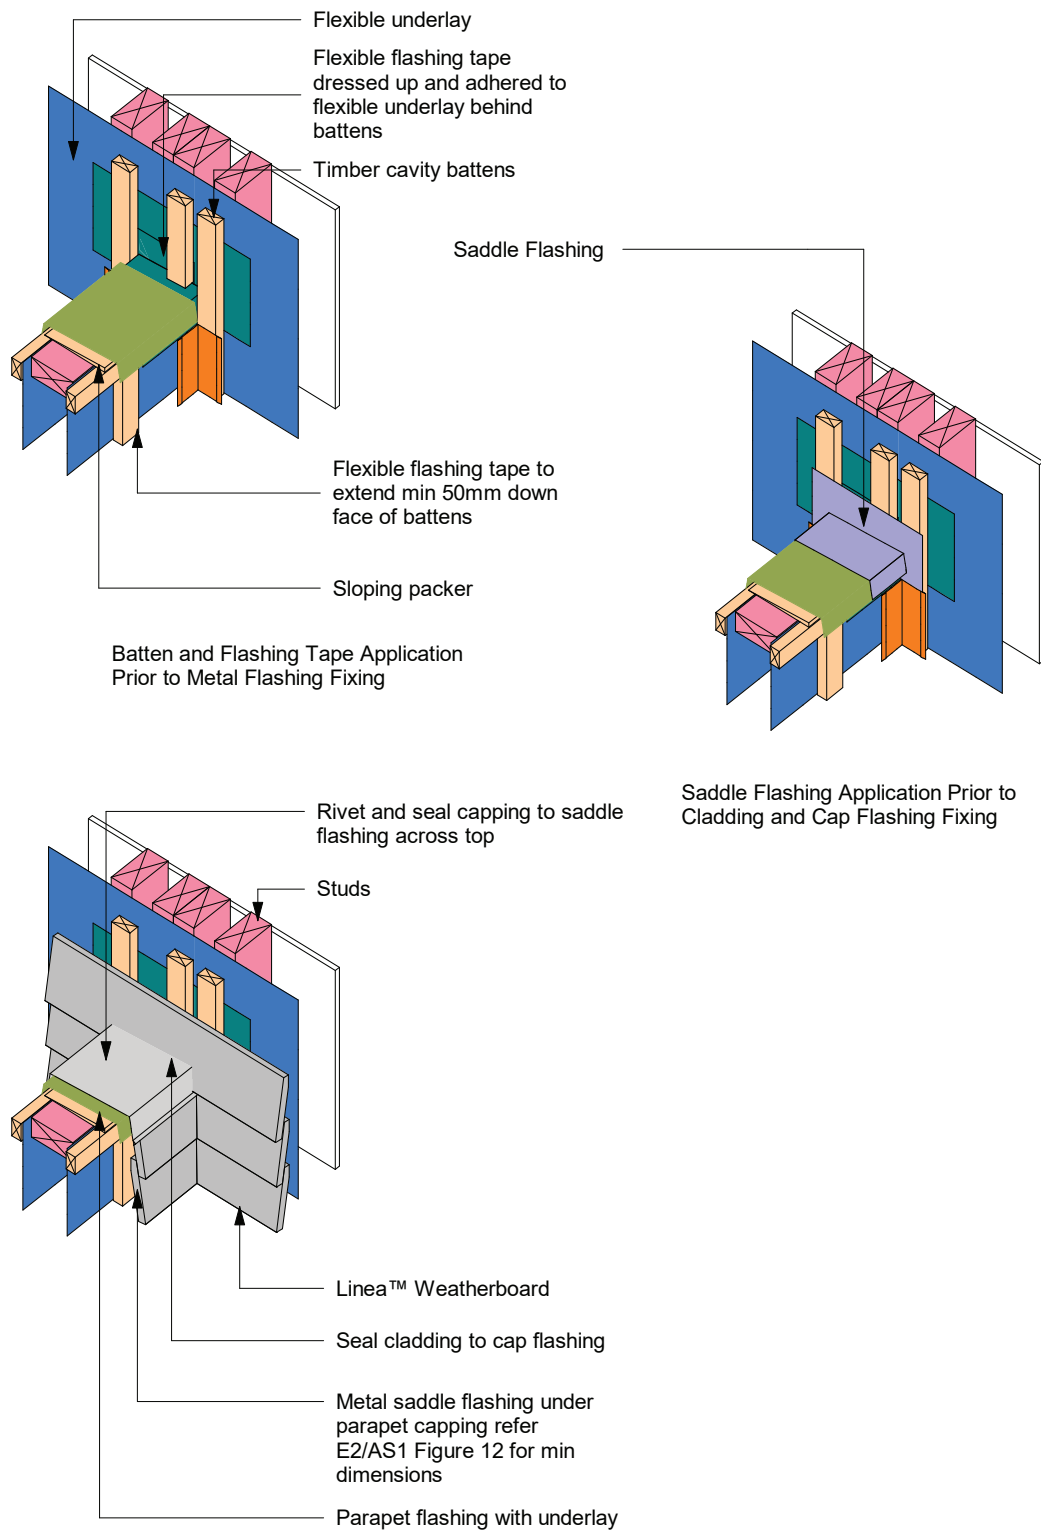 Flexible underlay
Flexible flashing tape
dressed up and adhered to
flexible underlay behind
battens
Timber cavity battens
Saddle Flashing
Flexible flashing tape to
extend min 50mm down
face of battens
Sloping packer
Batten and Flashing Tape Application
Prior to Metal Flashing Fixing
Saddle Flashing Application Prior to
Cladding and Cap Flashing Fixing
Rivet and seal capping to saddle
flashing across top
Studs
Linea™ Weatherboard
Seal cladding to cap flashing
Metal saddle flashing under
parapet capping refer
E2/AS1 Figure 12 for min
dimensions
Parapet flashing with underlay